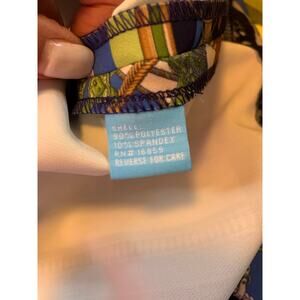 SHELL:
90% POLYESTER
10% SPANDEX
RN# 16859
REVERSE FOR CARE